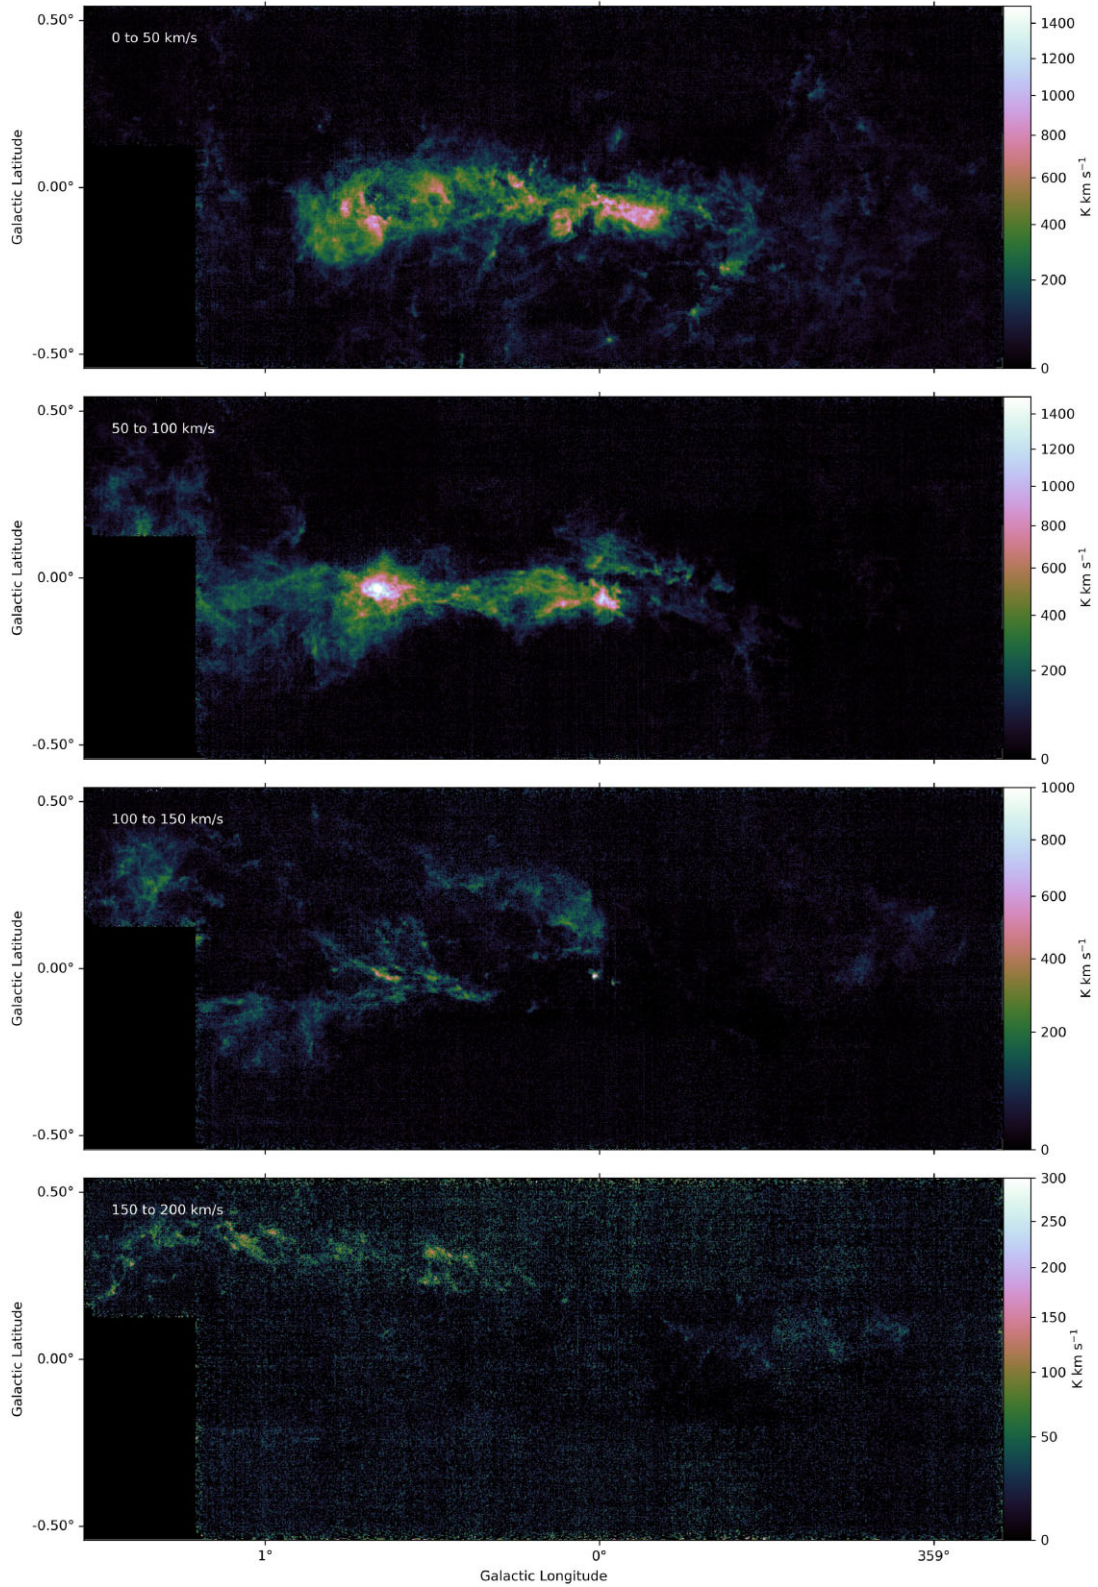 0 to 50 km/s
0.50°
0.00°
-0.50°
Galactic Latitude
1400
1200
1000
800
600
400
200
0
K km s⁻¹
50 to 100 km/s
0.50°
0.00°
-0.50°
Galactic Latitude
1400
1200
1000
800
600
400
200
0
K km s⁻¹
100 to 150 km/s
0.50°
0.00°
-0.50°
Galactic Latitude
1000
800
600
400
200
0
K km s⁻¹
150 to 200 km/s
0.50°
0.00°
-0.50°
Galactic Latitude
300
250
200
150
100
50
0
K km s⁻¹
1° 0° 359°
Galactic Longitude